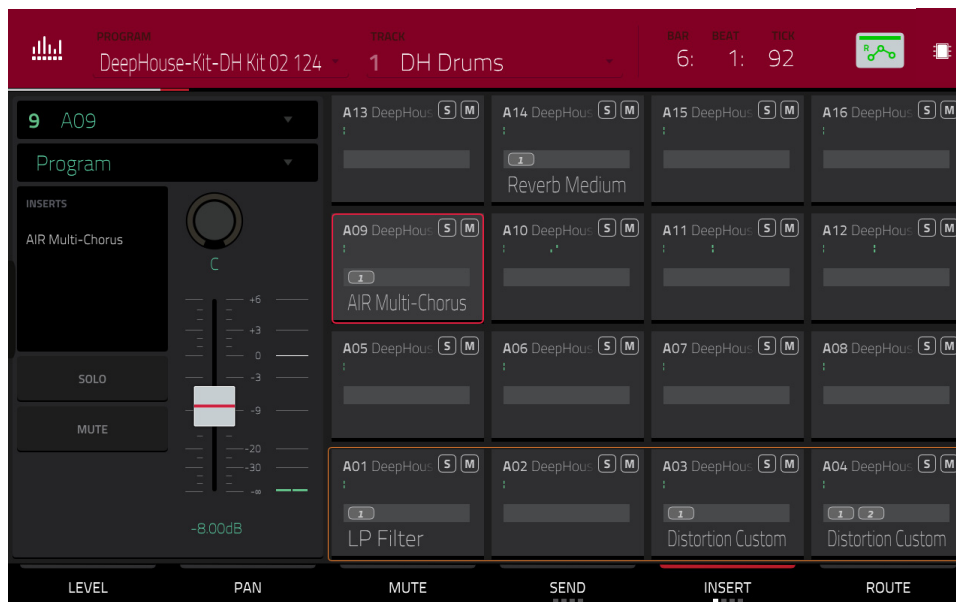 PROGRAM
DeepHouse-Kit-DH Kit 02 124
TRACK
1 DH Drums
BAR BEAT TICK
6: 1: 92
R
9 A09
Program
INSERTS
AIR Multi-Chorus
C
+6
+3
0
-3
-9
-20
-30
-∞
-8.00dB
SOLO
MUTE
A13 DeepHous S M
A14 DeepHous S M
1
Reverb Medium
A15 DeepHous S M
A16 DeepHous S M
A09 DeepHous S M
1
AIR Multi-Chorus
A10 DeepHous S M
A11 DeepHous S M
A12 DeepHous S M
A05 DeepHous S M
A06 DeepHous S M
A07 DeepHous S M
A08 DeepHous S M
A01 DeepHous S M
1
LP Filter
A02 DeepHous S M
A03 DeepHous S M
1
Distortion Custom
A04 DeepHous S M
1 2
Distortion Custom
LEVEL PAN MUTE SEND INSERT ROUTE